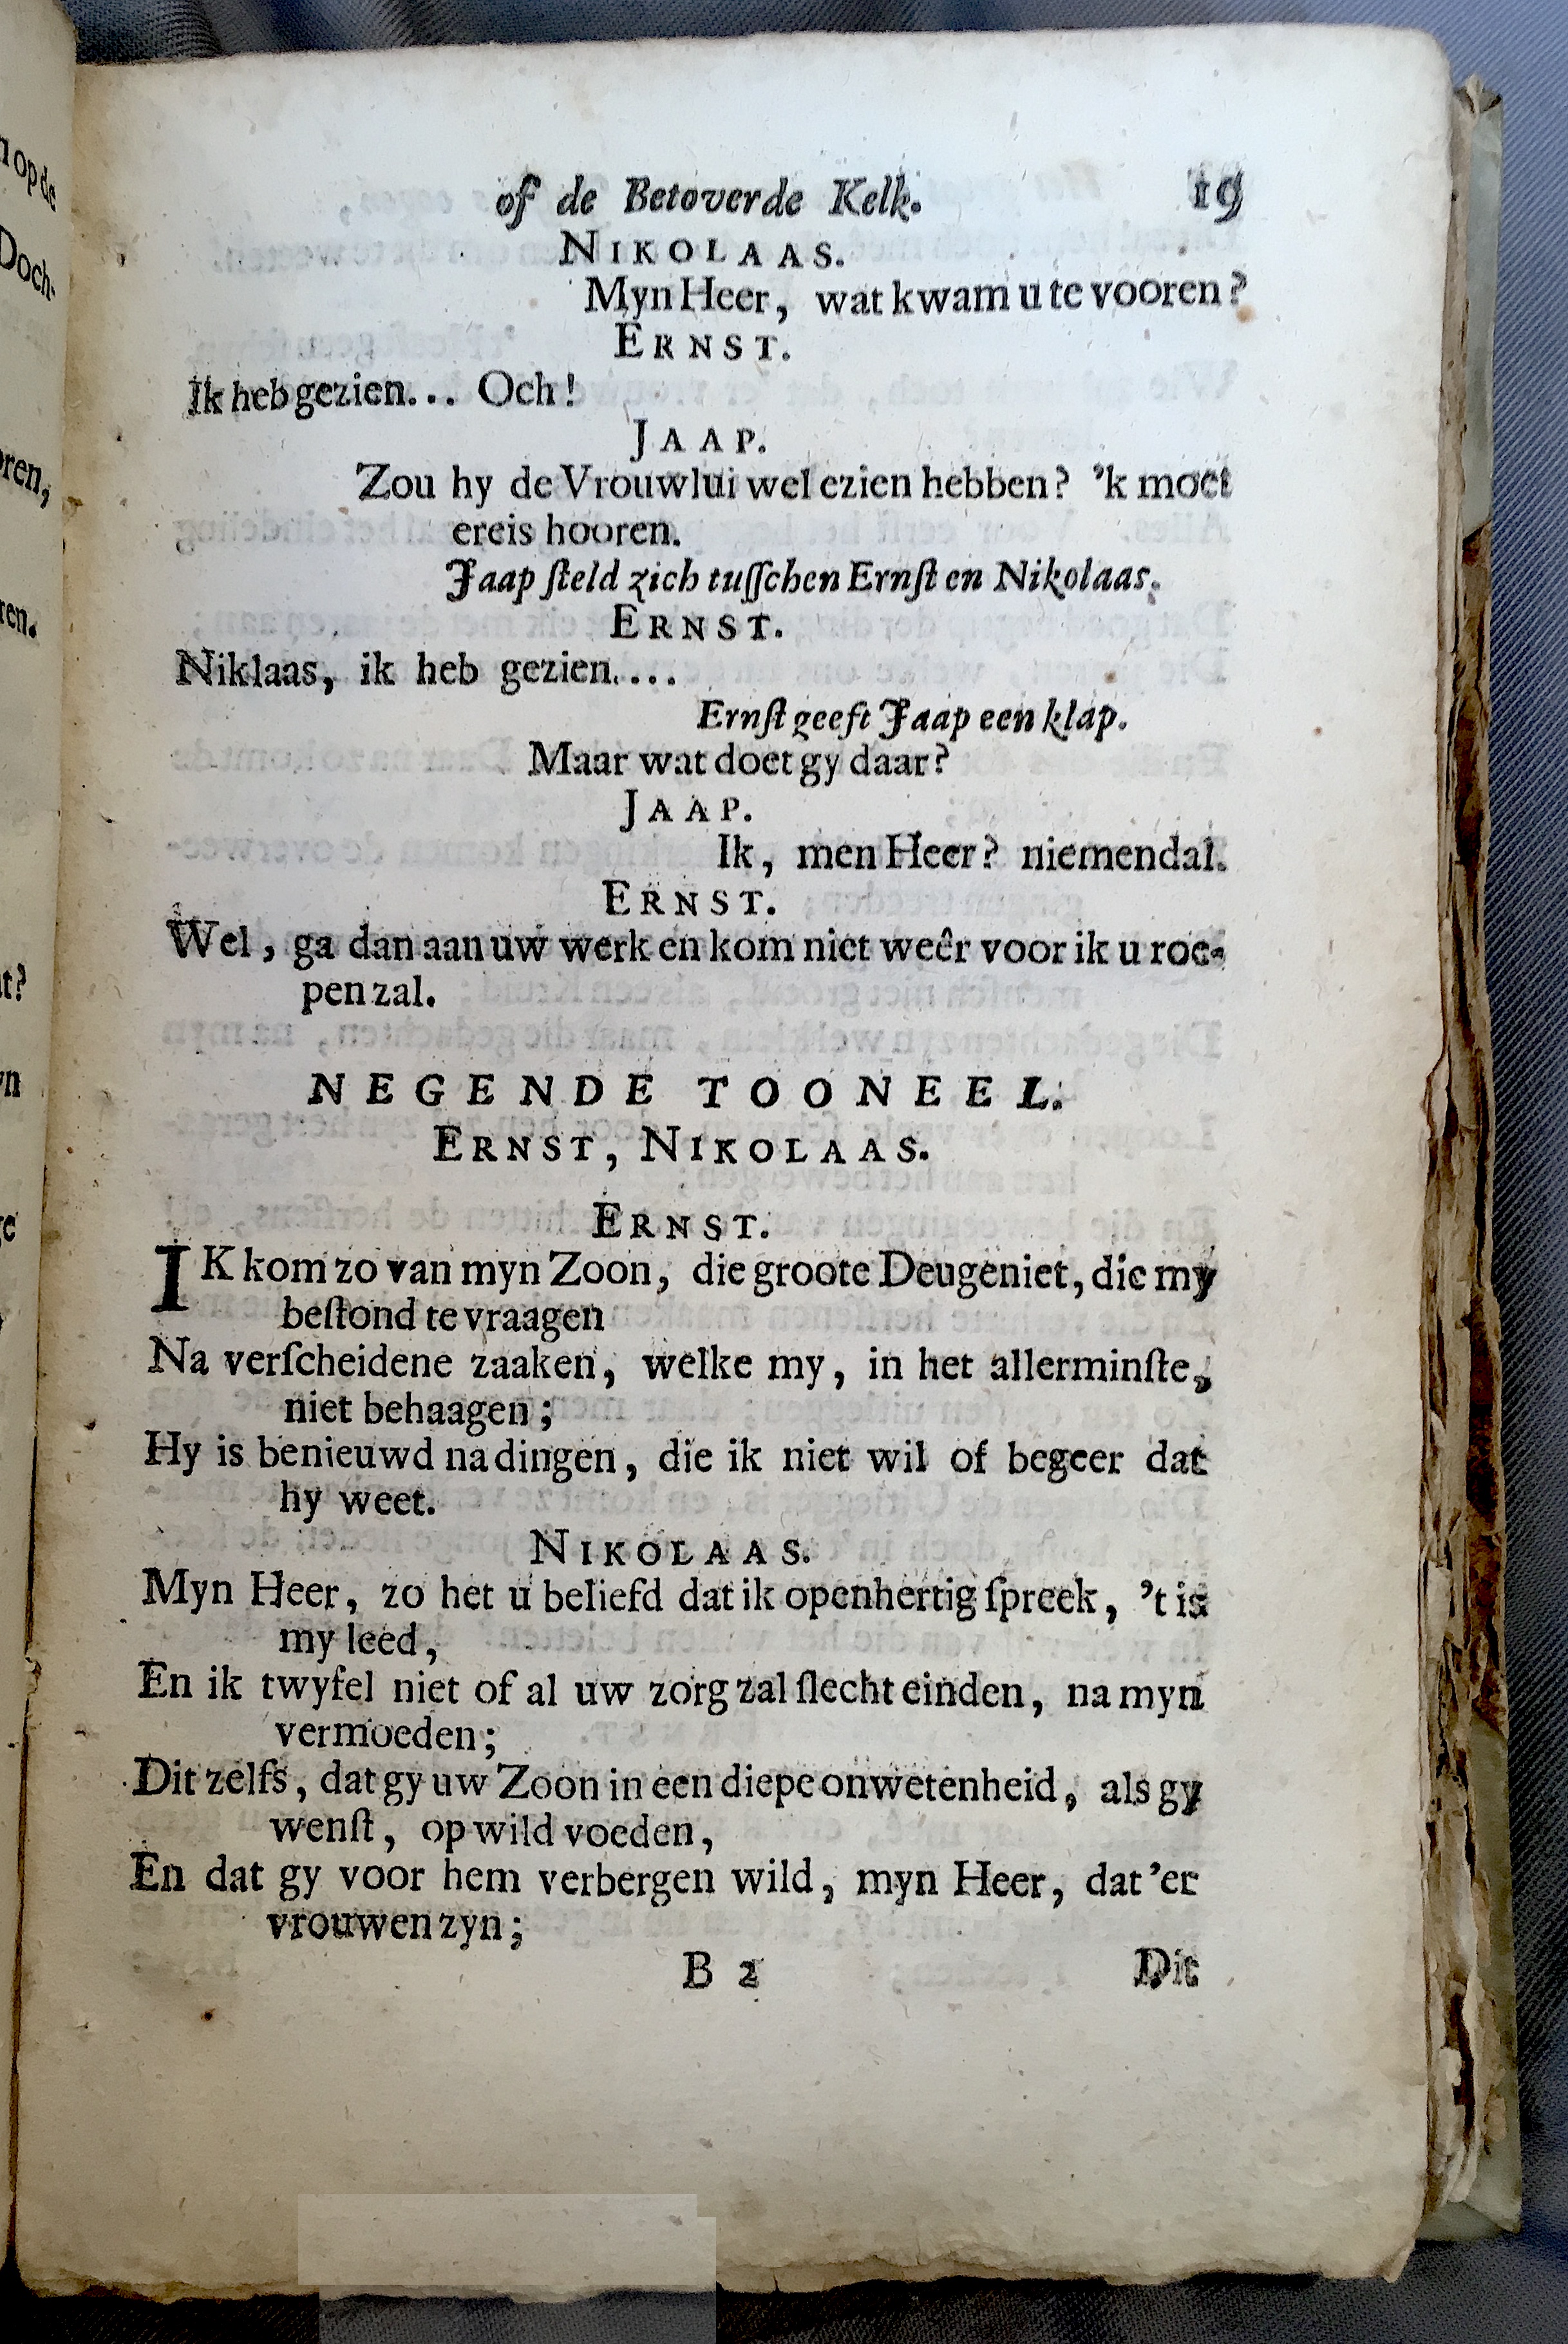 of de Betoverde Kelk. 19
NIKOLAAS.
Myn Heer, wat kwam u te vooren?
ERNST.
Ik heb gezien... Och!
JAAP.
Zou hy de Vrouwlui wel ezien hebben? 'k moet
ereis hooren.
Jaap ſteld zich tuſſchen Ernſt en Nikolaas.
ERNST.
Niklaas, ik heb gezien....
Ernſt geeft Jaap een klap.
Maar wat doet gy daar?
JAAP.
Ik, men Heer? niemendal.
ERNST.
Wel, ga dan aan uw werk en kom niet weêr voor ik u roe-
pen zal.
NEGENDE TOONEEL.
ERNST, NIKOLAAS.
ERNST.
IK kom zo van myn Zoon, die groote Deugeniet, die my
beſtond te vraagen
Na verſcheidene zaaken, welke my, in het allerminſte,
niet behaagen;
Hy is benieuwd na dingen, die ik niet wil of begeer dat
hy weet.
NIKOLAAS.
Myn Heer, zo het u beliefd dat ik openhertig ſpreek, 't is
my leed,
En ik twyfel niet of al uw zorg zal ſlecht einden, na myn
vermoeden;
Dit zelfs, dat gy uw Zoon in een diepe onwetenheid, als gy
wenſt, op wild voeden,
En dat gy voor hem verbergen wild, myn Heer, dat 'er
vrouwen zyn;
B 2 Dit
op de
Doch-
oren,
ren.